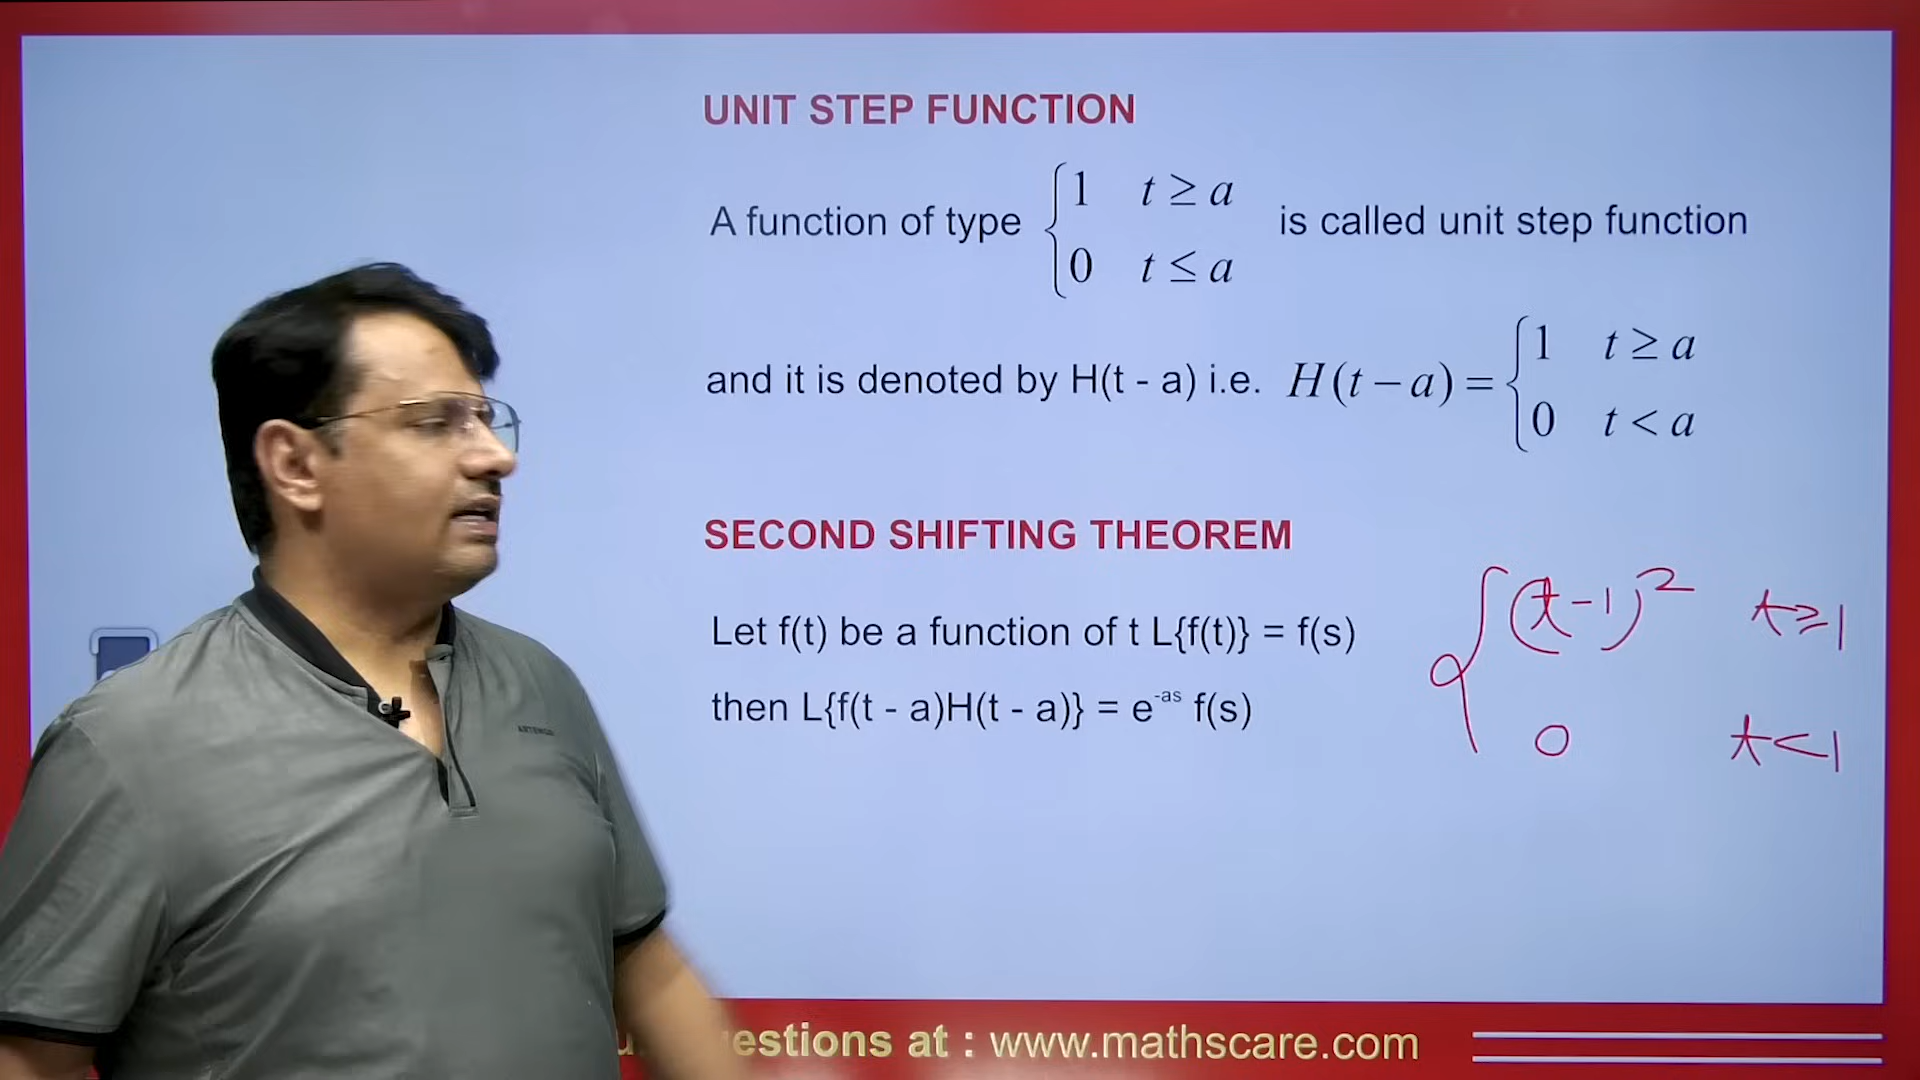 UNIT STEP FUNCTION
A function of type { 1 t ≥ a
0 t ≤ a is called unit step function
and it is denoted by H(t - a) i.e. H(t − a) = { 1 t ≥ a
0 t < a
SECOND SHIFTING THEOREM
Let f(t) be a function of t L{f(t)} = f(s)
then L{f(t - a)H(t - a)} = e^-as f(s)
{ (t-1)² t≥1
0 t<1
estions at : www.mathscare.com